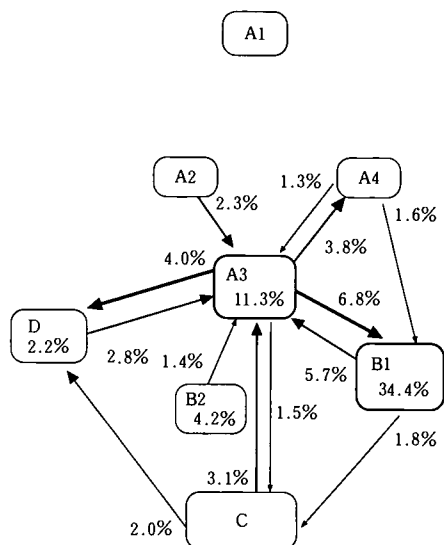 A1
A2
A4
1.3%
2.3%
1.6%
4.0%
3.8%
A3
11.3%
6.8%
D
2.2%
2.8%
1.4%
5.7%
B1
34.4%
B2
4.2%
1.5%
1.8%
3.1%
C
2.0%